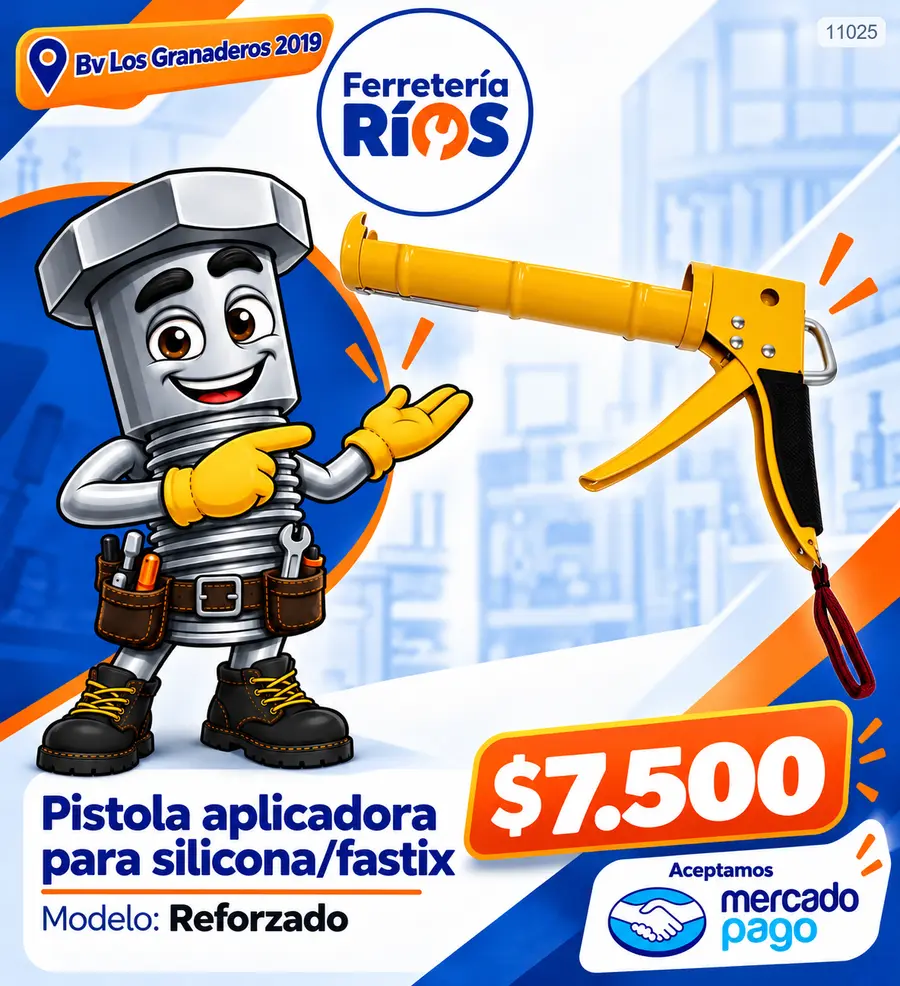 Bv Los Granaderos 2019
Ferretería
Ríos
11025
$7.500
Pistola aplicadora
para silicona/fastix
Modelo: Reforzado
Aceptamos
mercado
pago